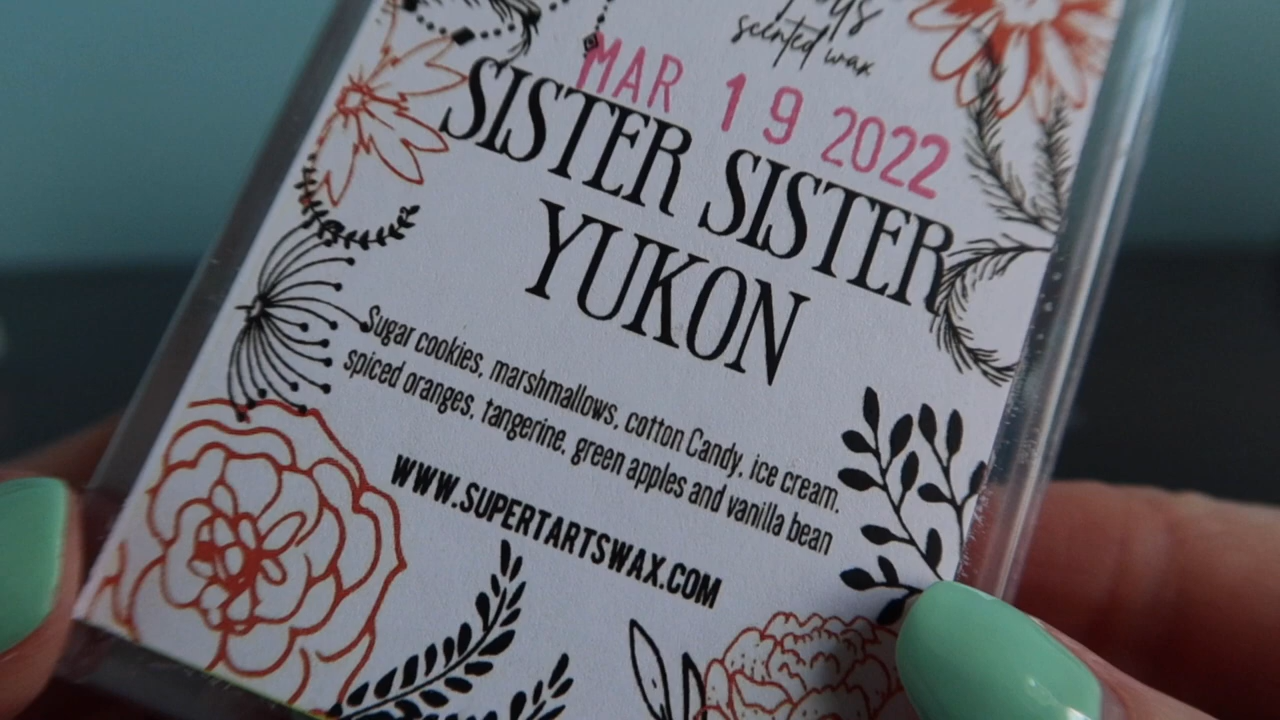 scented wax
MAR 19 2022
SISTER SISTER
YUKON
Sugar cookies, marshmallows, cotton Candy, ice cream,
spiced oranges, tangerine, green apples and vanilla bean
WWW.SUPERTARTSWAX.COM